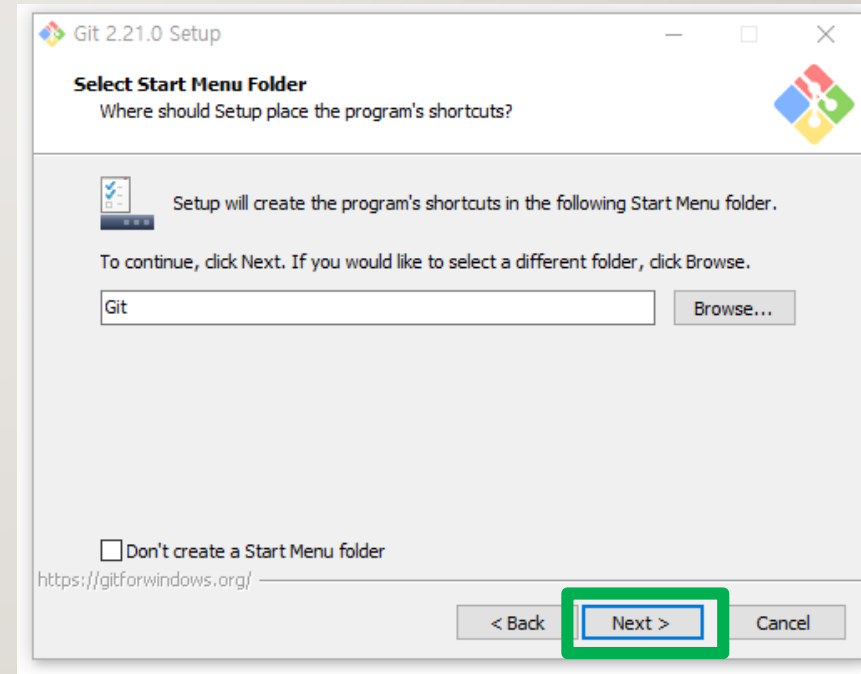 Git 2.21.0 Setup
Select Start Menu Folder
Where should Setup place the program's shortcuts?
Setup will create the program's shortcuts in the following Start Menu folder.
To continue, click Next. If you would like to select a different folder, click Browse.
Git
Browse...
Don't create a Start Menu folder
https://gitforwindows.org/
< Back
Next >
Cancel